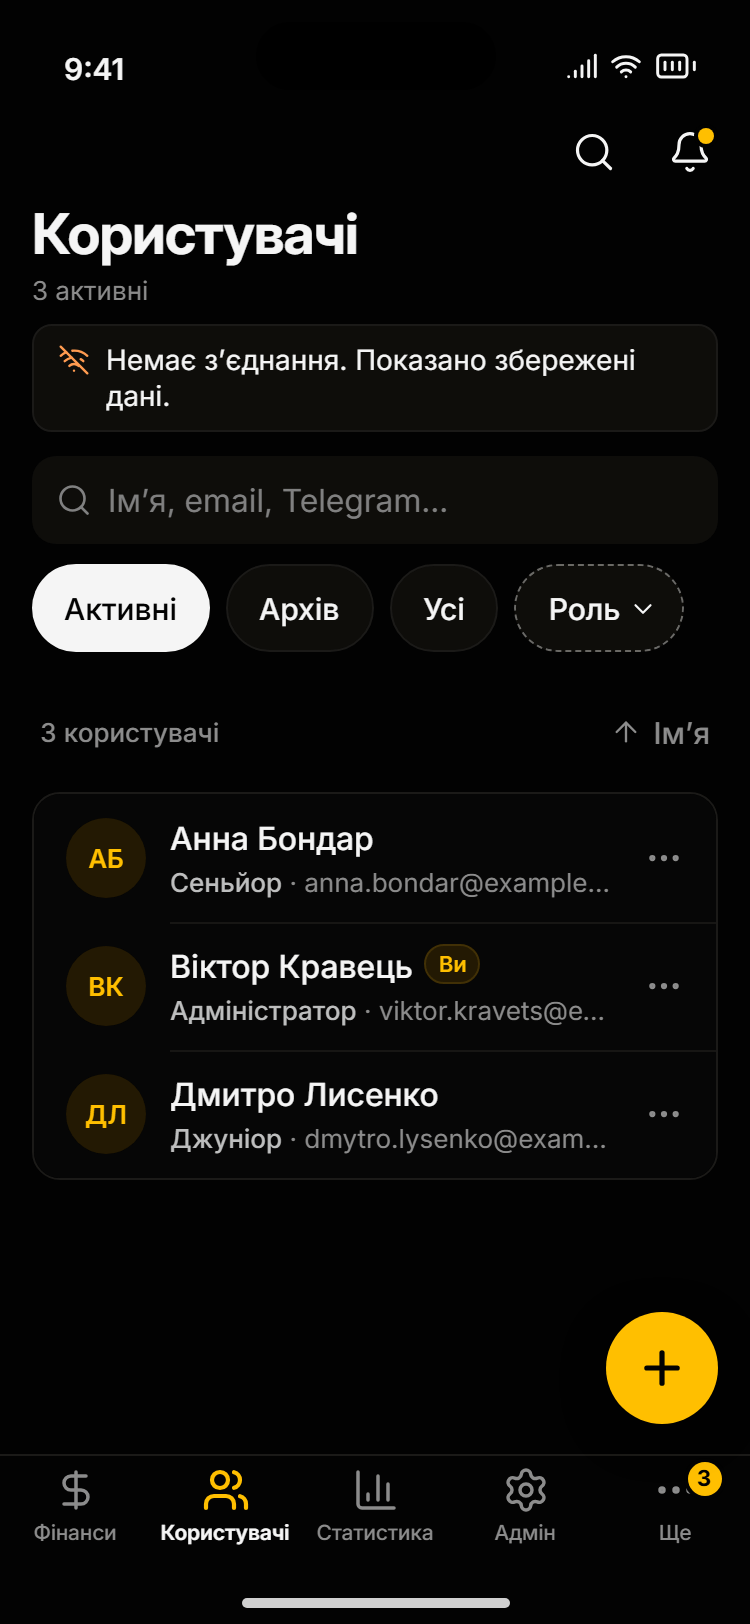 9:41
Користувачі
3 активні
Немає з’єднання. Показано збережені
дані.
Ім’я, email, Telegram...
Активні
Архів
Усі
Роль
3 користувачі
Ім’я
АБ
Анна Бондар
Сеньйор · anna.bondar@example...
ВК
Віктор Кравець
Ви
Адміністратор · viktor.kravets@e...
ДЛ
Дмитро Лисенко
Джуніор · dmytro.lysenko@exam...
3
Фінанси
Користувачі
Статистика
Адмін
Ще